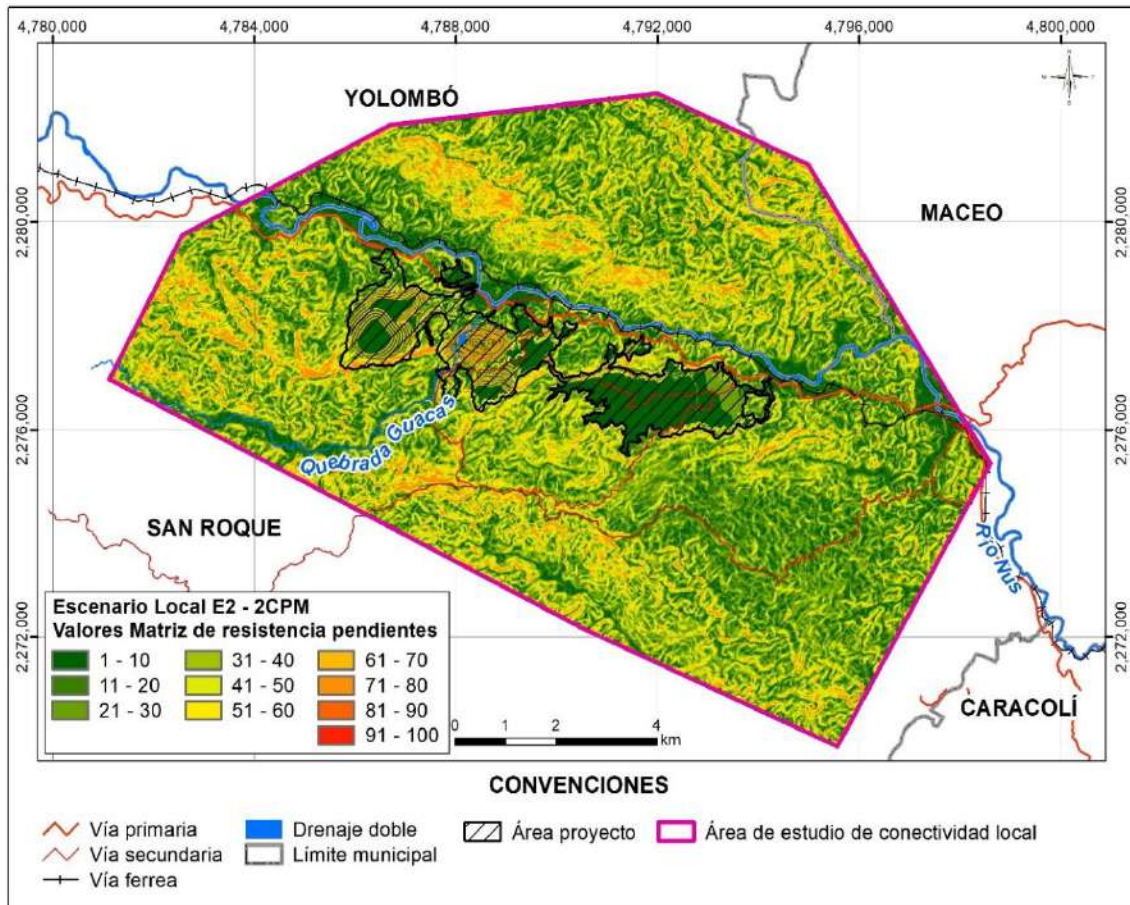 4,780,000 4,784,000 4,788,000 4,792,000 4,796,000 4,800,000
YOLOMBÓ
MACEO
2,280,000 2,280,000
Quebrada Guacas
2,276,000 2,276,000
SAN ROQUE
Río Nus
2,272,000 2,272,000
CARACOLÍ
Escenario Local E2 - 2CPM
Valores Matriz de resistencia pendientes
1 - 10 31 - 40 61 - 70
11 - 20 41 - 50 71 - 80
21 - 30 51 - 60 81 - 90
91 - 100
0 1 2 4
km
CONVENCIONES
Vía primaria Drenaje doble Área proyecto Área de estudio de conectividad local
Vía secundaria Límite municipal
Vía ferrea